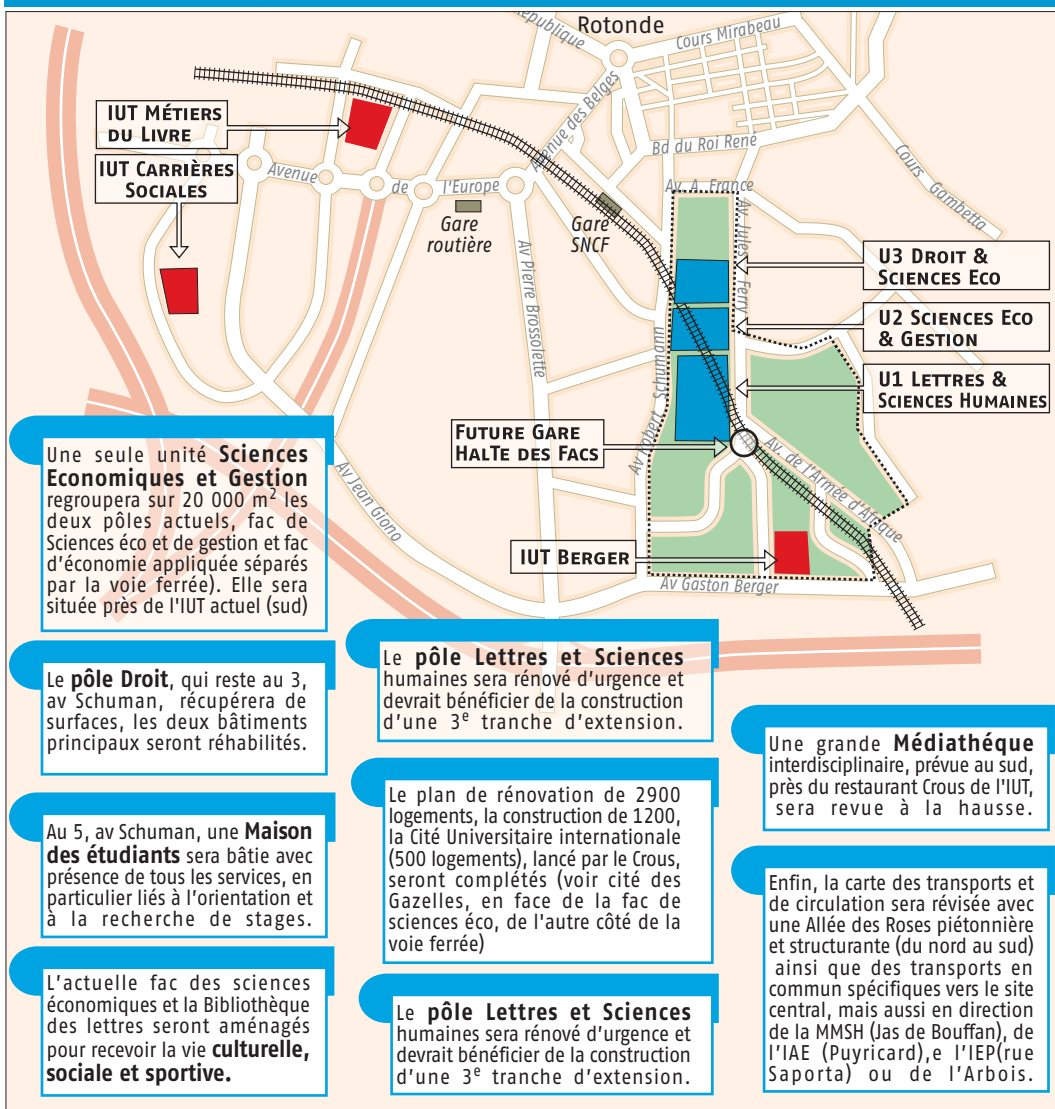 République
Rotonde
Cours Mirabeau
Avenue des Belges
Bd du Roi René
Cours Gambetta
IUT MÉTIERS
DU LIVRE
IUT CARRIÈRES
SOCIALES
Avenue de l'Europe
Gare
routière
Gare
SNCF
Av. A. France
Av. Jules Ferry
Av Pierre Brossolette
Av Robert Schumann
U3 DROIT &
SCIENCES ECO
U2 SCIENCES ECO
& GESTION
U1 LETTRES &
SCIENCES HUMAINES
FUTURE GARE
HALTE DES FACS
Av. de l'Armée d'Afrique
IUT BERGER
Av Gaston Berger
Av Jean Giono
Une seule unité Sciences
Economiques et Gestion
regroupera sur 20 000 m² les
deux pôles actuels, fac de
Sciences éco et de gestion et fac
d'économie appliquée séparés
par la voie ferrée). Elle sera
située près de l'IUT actuel (sud)
Le pôle Droit, qui reste au 3,
av Schuman, récupérera de
surfaces, les deux bâtiments
principaux seront réhabilités.
Au 5, av Schuman, une Maison
des étudiants sera bâtie avec
présence de tous les services, en
particulier liés à l'orientation et
à la recherche de stages.
L'actuelle fac des sciences
économiques et la Bibliothèque
des lettres seront aménagés
pour recevoir la vie culturelle,
sociale et sportive.
Le pôle Lettres et Sciences
humaines sera rénové d'urgence et
devrait bénéficier de la construction
d'une 3e tranche d'extension.
Le plan de rénovation de 2900
logements, la construction de 1200,
la Cité Universitaire internationale
(500 logements), lancé par le Crous,
seront complétés (voir cité des
Gazelles, en face de la fac de
sciences éco, de l'autre côté de la
voie ferrée)
Le pôle Lettres et Sciences
humaines sera rénové d'urgence et
devrait bénéficier de la construction
d'une 3e tranche d'extension.
Une grande Médiathéque
interdisciplinaire, prévue au sud,
près du restaurant Crous de l'IUT,
sera revue à la hausse.
Enfin, la carte des transports et
de circulation sera révisée avec
une Allée des Roses piétonnière
et structurante (du nord au sud)
ainsi que des transports en
commun spécifiques vers le site
central, mais aussi en direction
de la MMSH (Jas de Bouffan), de
l'IAE (Puyricard),e l'IEP(rue
Saporta) ou de l'Arbois.